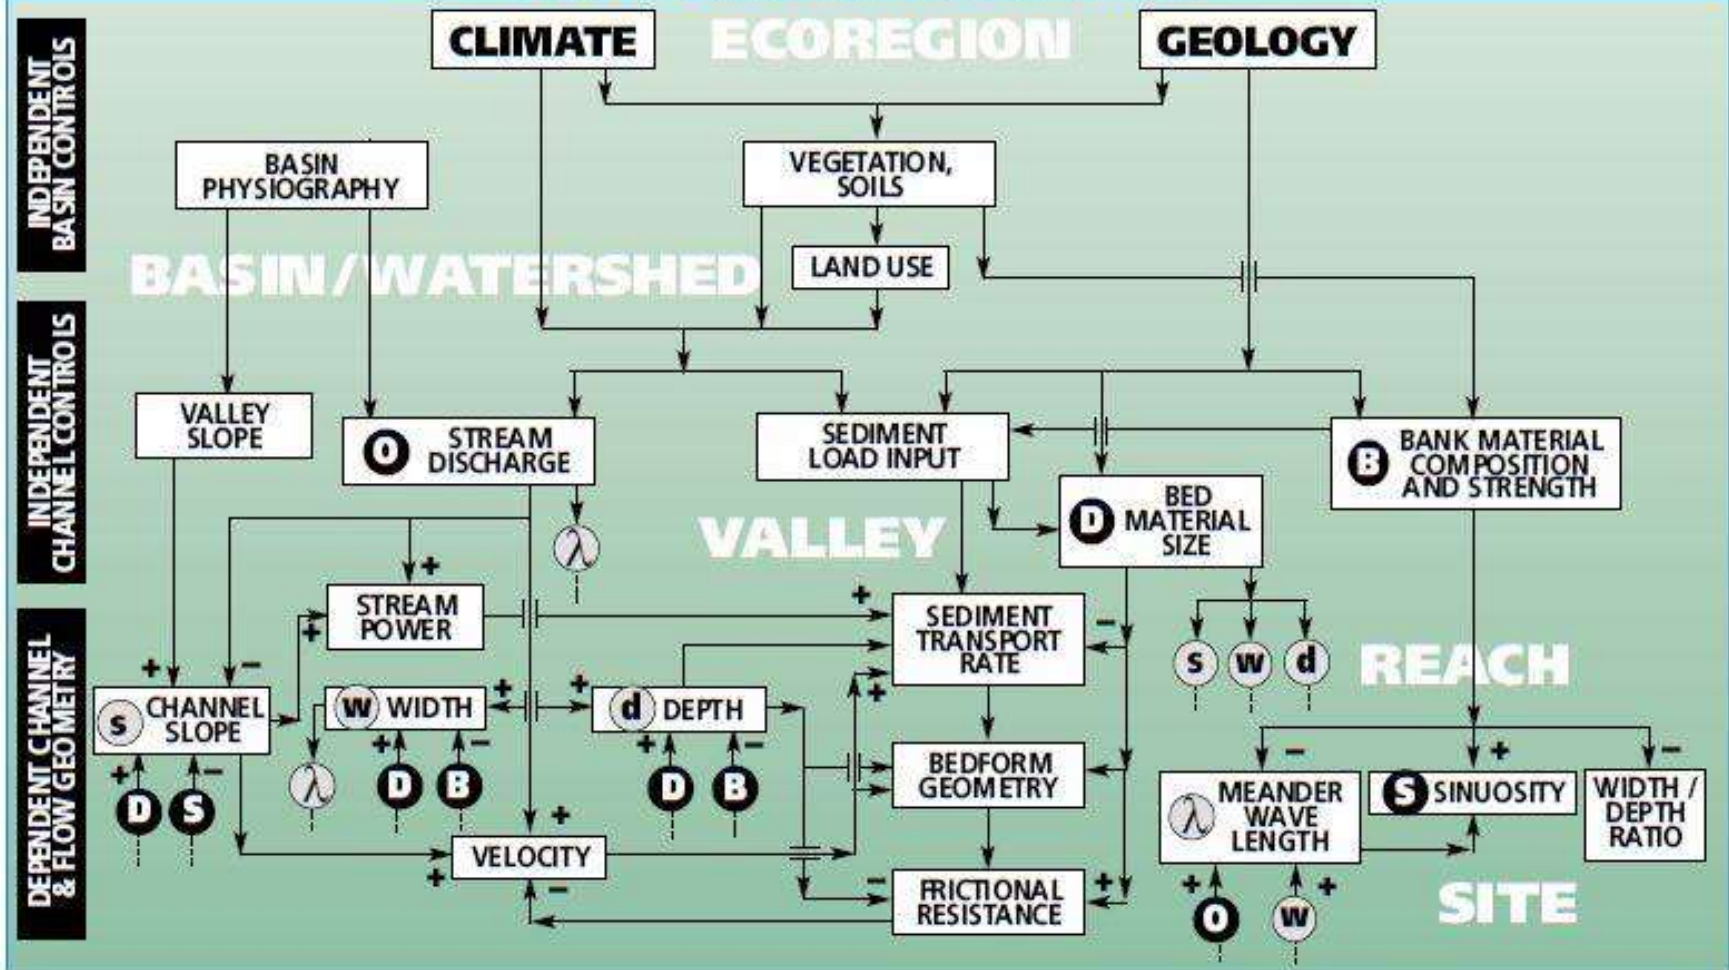 CLIMATE
ECOREGION
GEOLOGY
INDEPENDENT
BASIN CONTROLS
BASIN
PHYSIOGRAPHY
VEGETATION,
SOILS
BASIN/WATERSHED
LAND USE
INDEPENDENT
CHANNEL CONTROLS
VALLEY
SLOPE
O
STREAM
DISCHARGE
SEDIMENT
LOAD INPUT
B
BANK MATERIAL
COMPOSITION
AND STRENGTH
D
BED
MATERIAL
SIZE
λ
VALLEY
+
STREAM
POWER
+
+
SEDIMENT
TRANSPORT
RATE
−
+
s w d
REACH
DEPENDENT CHANNEL
& FLOW GEOMETRY
+ −
s
CHANNEL
SLOPE
+ −
D S
w WIDTH
+
+ −
λ
D B
+
d DEPTH
+ −
D B
BEDFORM
GEOMETRY
− + −
λ
MEANDER
WAVE
LENGTH
S SINUOSITY
WIDTH /
DEPTH
RATIO
+
VELOCITY
+ −
−
FRICTIONAL
RESISTANCE
+
+ +
O w
SITE